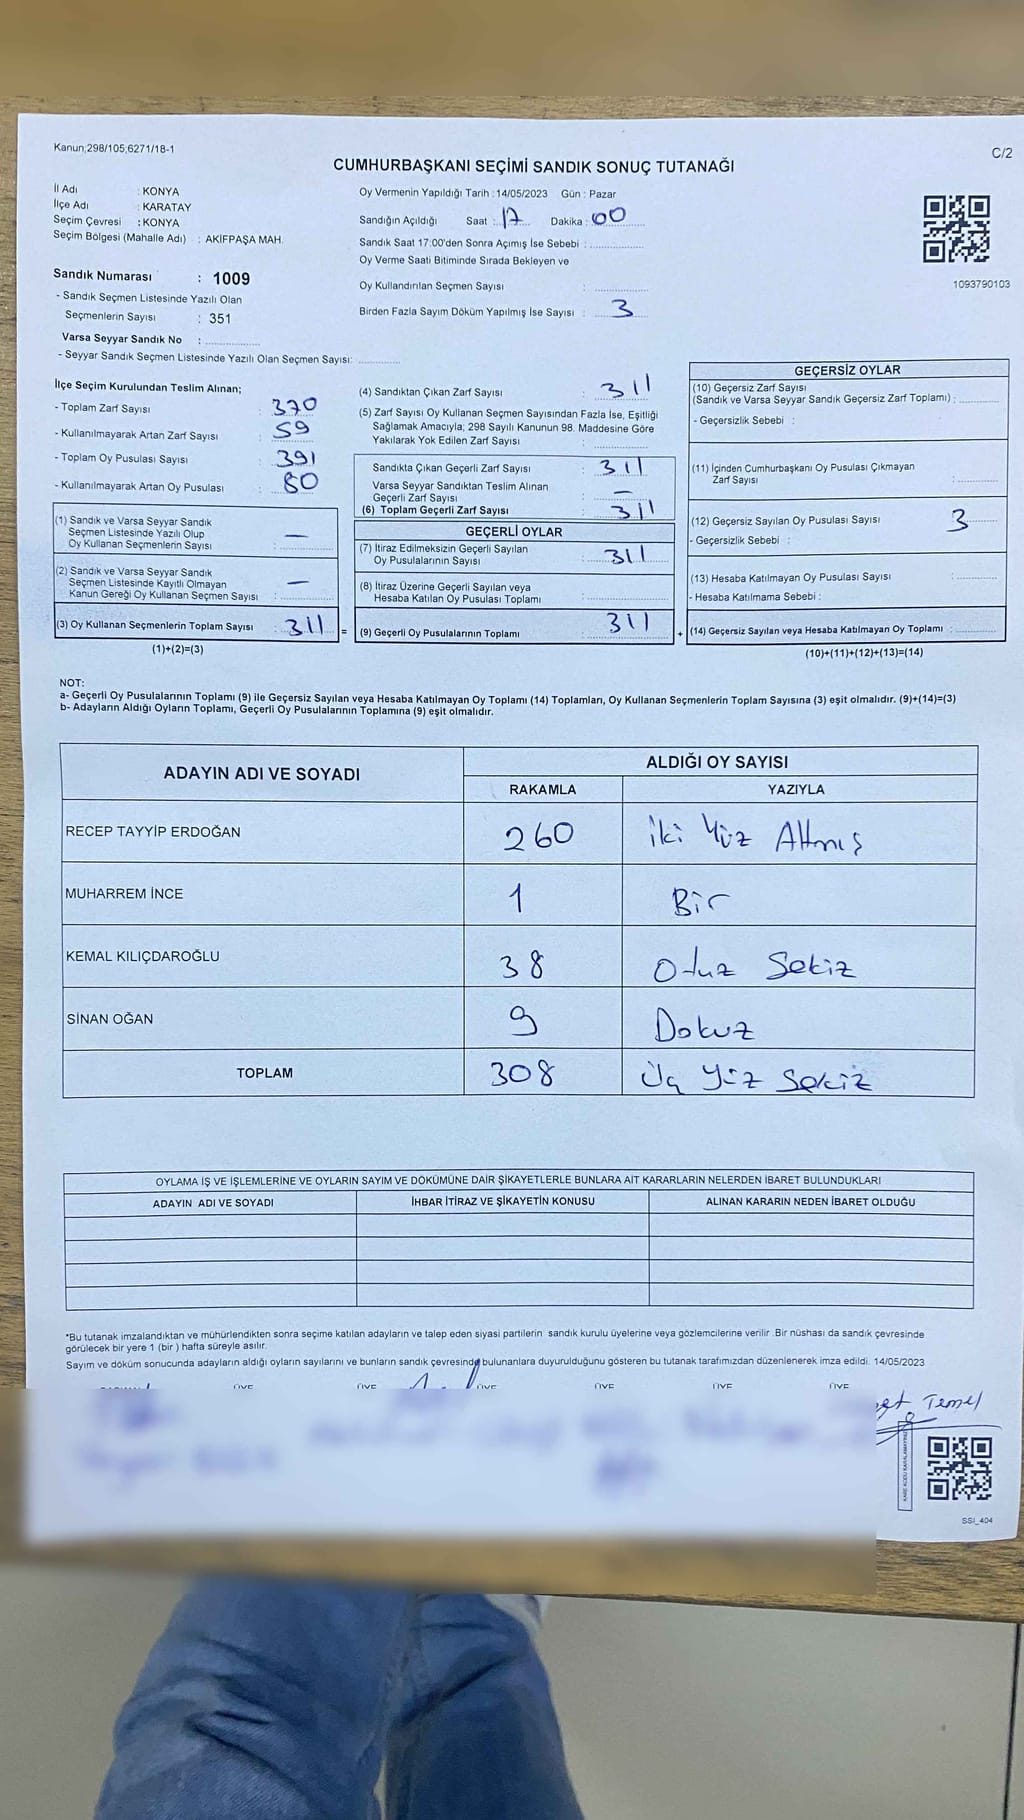 Kanun;298/105;6271/18-1
C/2
CUMHURBAŞKANI SEÇİMİ SANDIK SONUÇ TUTANAĞI
İl Adı : KONYA
İlçe Adı : KARATAY
Seçim Çevresi : KONYA
Seçim Bölgesi (Mahalle Adı) : AKİFPAŞA MAH.
Sandık Numarası : 1009
- Sandık Seçmen Listesinde Yazılı Olan
Seçmenlerin Sayısı : 351
Varsa Seyyar Sandık No :
- Seyyar Sandık Seçmen Listesinde Yazılı Olan Seçmen Sayısı:
Oy Vermenin Yapıldığı Tarih : 14/05/2023 Gün : Pazar
Sandığın Açıldığı Saat : 17 Dakika : 00
Sandık Saat 17:00'den Sonra Açımış İse Sebebi :
Oy Verme Saati Bitiminde Sırada Bekleyen ve
Oy Kullandırılan Seçmen Sayısı :
Birden Fazla Sayım Döküm Yapılmış İse Sayısı : 3
1093790103
İlçe Seçim Kurulundan Teslim Alınan;
- Toplam Zarf Sayısı : 370
- Kullanılmayarak Artan Zarf Sayısı : 59
- Toplam Oy Pusulası Sayısı : 391
- Kullanılmayarak Artan Oy Pusulası : 80
(1) Sandık ve Varsa Seyyar Sandık
Seçmen Listesinde Yazılı Olup
Oy Kullanan Seçmenlerin Sayısı : —
(2) Sandık ve Varsa Seyyar Sandık
Seçmen Listesinde Kayıtlı Olmayan
Kanun Gereği Oy Kullanan Seçmen Sayısı : —
(3) Oy Kullanan Seçmenlerin Toplam Sayısı : 311 =
(1)+(2)=(3)
(4) Sandıktan Çıkan Zarf Sayısı : 311
(5) Zarf Sayısı Oy Kullanan Seçmen Sayısından Fazla İse, Eşitliği
Sağlamak Amacıyla; 298 Sayılı Kanunun 98. Maddesine Göre
Yakılarak Yok Edilen Zarf Sayısı :
Sandıkta Çıkan Geçerli Zarf Sayısı : 311
Varsa Seyyar Sandıktan Teslim Alınan
Geçerli Zarf Sayısı : —
(6) Toplam Geçerli Zarf Sayısı : 311
GEÇERLİ OYLAR
(7) İtiraz Edilmeksizin Geçerli Sayılan
Oy Pusulalarının Sayısı : 311
(8) İtiraz Üzerine Geçerli Sayılan veya
Hesaba Katılan Oy Pusulası Toplamı :
(9) Geçerli Oy Pusulalarının Toplamı : 311 +
GEÇERSİZ OYLAR
(10) Geçersiz Zarf Sayısı
(Sandık ve Varsa Seyyar Sandık Geçersiz Zarf Toplamı) :
- Geçersizlik Sebebi :
(11) İçinden Cumhurbaşkanı Oy Pusulası Çıkmayan
Zarf Sayısı :
(12) Geçersiz Sayılan Oy Pusulası Sayısı : 3
- Geçersizlik Sebebi :
(13) Hesaba Katılmayan Oy Pusulası Sayısı :
- Hesaba Katılmama Sebebi :
(14) Geçersiz Sayılan veya Hesaba Katılmayan Oy Toplamı :
(10)+(11)+(12)+(13)=(14)
NOT:
a- Geçerli Oy Pusulalarının Toplamı (9) ile Geçersiz Sayılan veya Hesaba Katılmayan Oy Toplamı (14) Toplamları, Oy Kullanan Seçmenlerin Toplam Sayısına (3) eşit olmalıdır. (9)+(14)=(3)
b- Adayların Aldığı Oyların Toplamı, Geçerli Oy Pusulalarının Toplamına (9) eşit olmalıdır.
ADAYIN ADI VE SOYADI
ALDIĞI OY SAYISI
RAKAMLA YAZIYLA
RECEP TAYYİP ERDOĞAN 260 İki Yüz Altmış
MUHARREM İNCE 1 Bir
KEMAL KILIÇDAROĞLU 38 Otuz Sekiz
SİNAN OĞAN 9 Dokuz
TOPLAM 308 Üç Yüz Sekiz
OYLAMA İŞ VE İŞLEMLERİNE VE OYLARIN SAYIM VE DÖKÜMÜNE DAİR ŞİKAYETLERLE BUNLARA AİT KARARLARIN NELERDEN İBARET BULUNDUKLARI
ADAYIN ADI VE SOYADI İHBAR İTİRAZ VE ŞİKAYETİN KONUSU ALINAN KARARIN NEDEN İBARET OLDUĞU
*Bu tutanak imzalandıktan ve mühürlendikten sonra seçime katılan adayların ve talep eden siyasi partilerin sandık kurulu üyelerine veya gözlemcilerine verilir .Bir nüshası da sandık çevresinde
görülecek bir yere 1 (bir ) hafta süreyle asılır.
Sayım ve döküm sonucunda adayların aldığı oyların sayılarını ve bunların sandık çevresinde bulunanlara duyurulduğunu gösteren bu tutanak tarafımızdan düzenlenerek imza edildi. 14/05/2023
ÜYE ÜYE ÜYE ÜYE ÜYE ÜYE
Temel
SSI_404